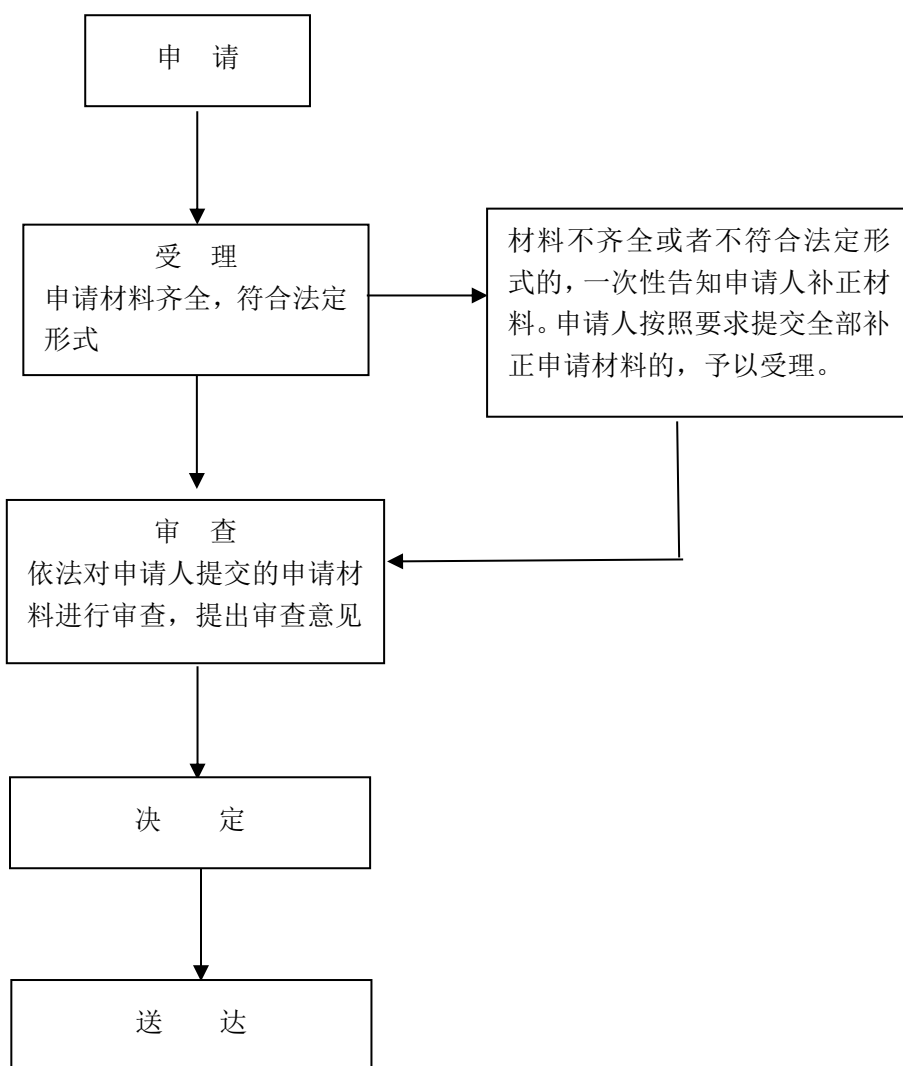 申 请
受 理
申请材料齐全，符合法定
形式
材料不齐全或者不符合法定形
式的，一次性告知申请人补正材
料。申请人按照要求提交全部补
正申请材料的，予以受理。
审 查
依法对申请人提交的申请材
料进行审查，提出审查意见
决 定
送 达